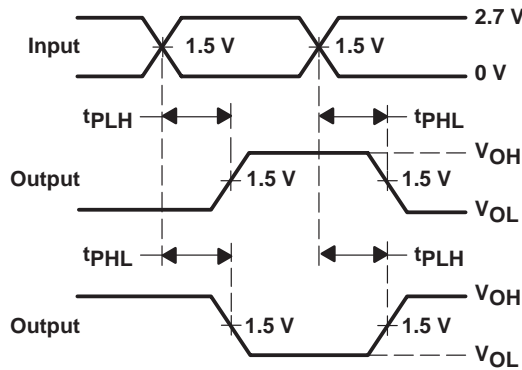 2.7 V
Input 1.5 V 1.5 V
0 V
tPLH tPHL
VOH
Output 1.5 V 1.5 V
VOL
tPHL tPLH
VOH
Output 1.5 V 1.5 V
VOL